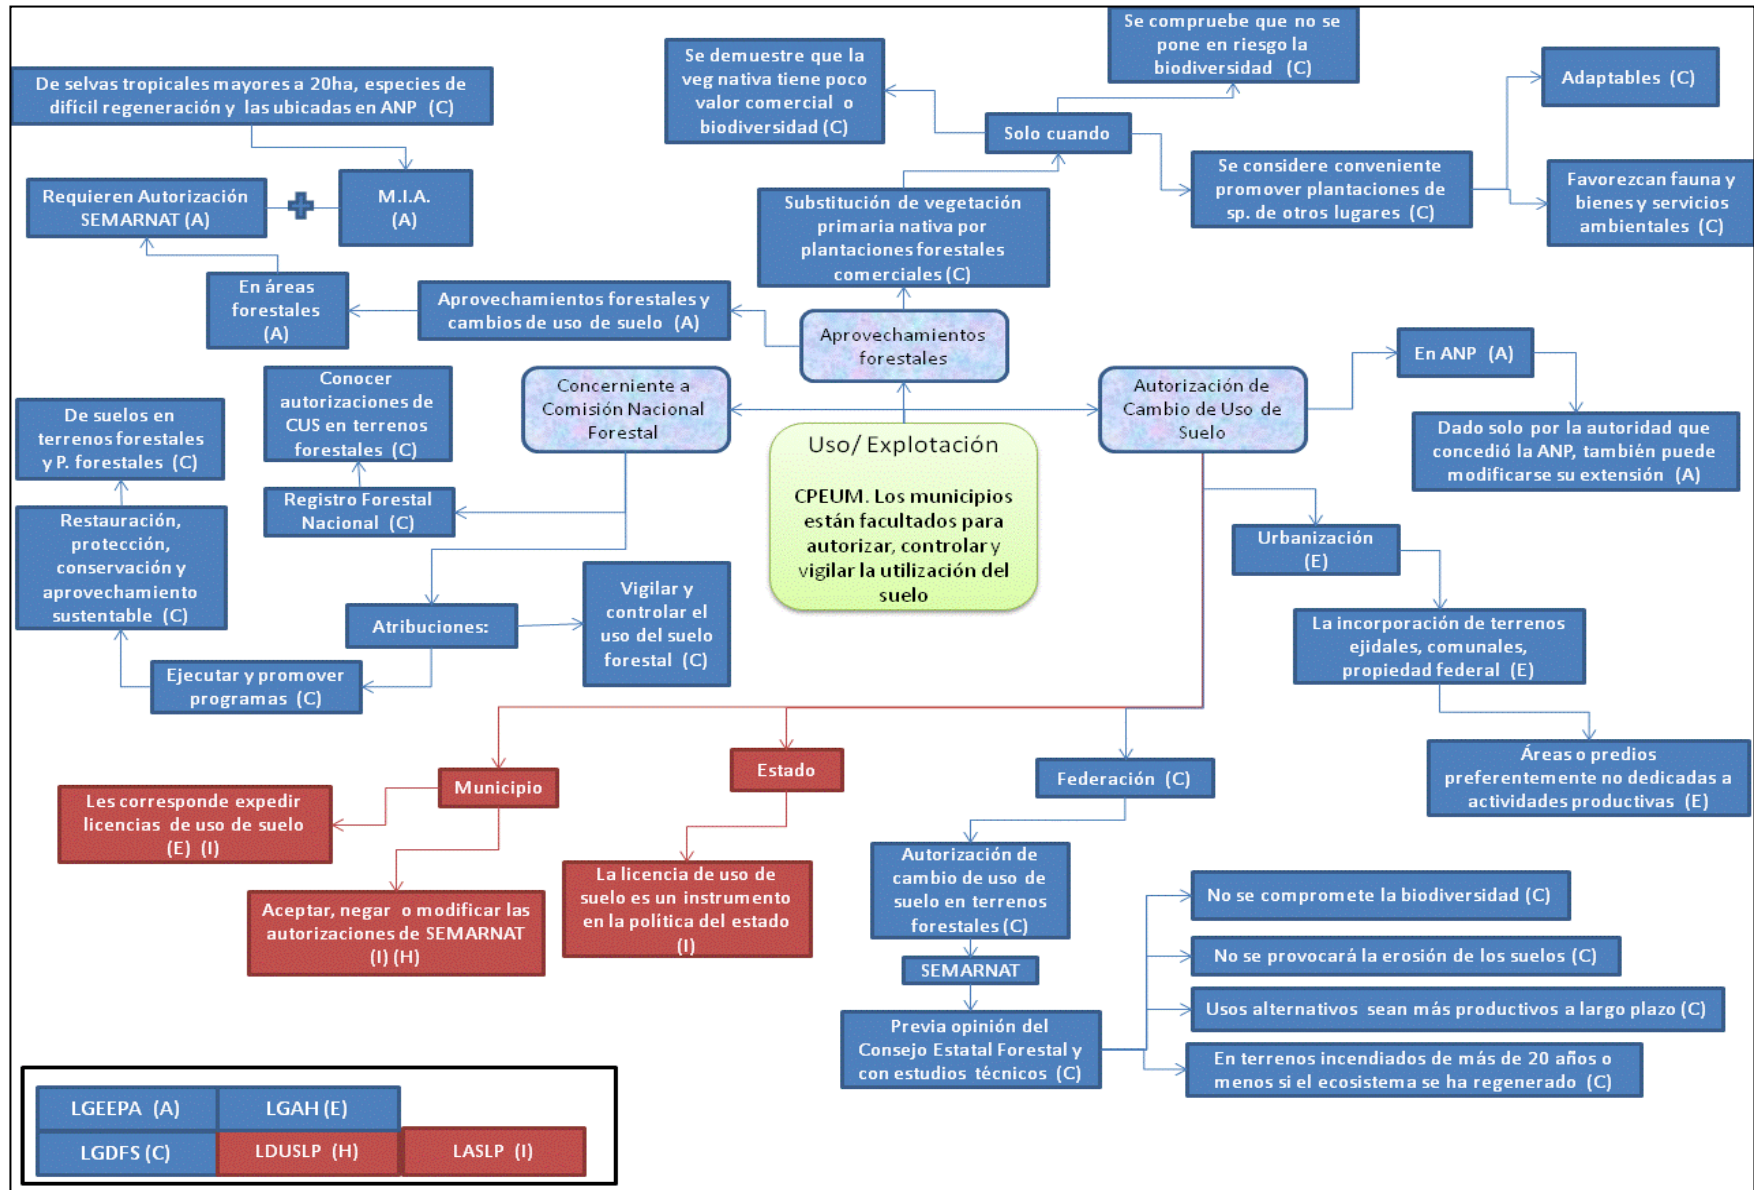 De selvas tropicales mayores a 20ha, especies de
difícil regeneración y las ubicadas en ANP (C)
Requieren Autorización
SEMARNAT (A)
M.I.A.
(A)
En áreas
forestales
(A)
Aprovechamientos forestales y
cambios de uso de suelo (A)
Se demuestre que la
veg nativa tiene poco
valor comercial o
biodiversidad (C)
Solo cuando
Se compruebe que no se
pone en riesgo la
biodiversidad (C)
Se considere conveniente
promover plantaciones de
sp. de otros lugares (C)
Adaptables (C)
Favorezcan fauna y
bienes y servicios
ambientales (C)
Substitución de vegetación
primaria nativa por
plantaciones forestales
comerciales (C)
Aprovechamientos
forestales
Concerniente a
Comisión Nacional
Forestal
Autorización de
Cambio de Uso de
Suelo
En ANP (A)
Dado solo por la autoridad que
concedió la ANP, también puede
modificarse su extensión (A)
Conocer
autorizaciones de
CUS en terrenos
forestales (C)
Registro Forestal
Nacional (C)
De suelos en
terrenos forestales
y P. forestales (C)
Restauración,
protección,
conservación y
aprovechamiento
sustentable (C)
Ejecutar y promover
programas (C)
Atribuciones:
Vigilar y
controlar el
uso del suelo
forestal (C)
Uso/ Explotación
CPEUM. Los municipios
están facultados para
autorizar, controlar y
vigilar la utilización del
suelo
Urbanización
(E)
La incorporación de terrenos
ejidales, comunales,
propiedad federal (E)
Áreas o predios
preferentemente no dedicadas a
actividades productivas (E)
Municipio
Les corresponde expedir
licencias de uso de suelo
(E) (I)
Aceptar, negar o modificar las
autorizaciones de SEMARNAT
(I) (H)
Estado
La licencia de uso de
suelo es un instrumento
en la política del estado
(I)
Federación (C)
Autorización de
cambio de uso de
suelo en terrenos
forestales (C)
SEMARNAT
Previa opinión del
Consejo Estatal Forestal y
con estudios técnicos (C)
No se compromete la biodiversidad (C)
No se provocará la erosión de los suelos (C)
Usos alternativos sean más productivos a largo plazo (C)
En terrenos incendiados de más de 20 años o
menos si el ecosistema se ha regenerado (C)
LGEEPA (A)
LGAH (E)
LGDFS (C)
LDUSLP (H)
LASLP (I)